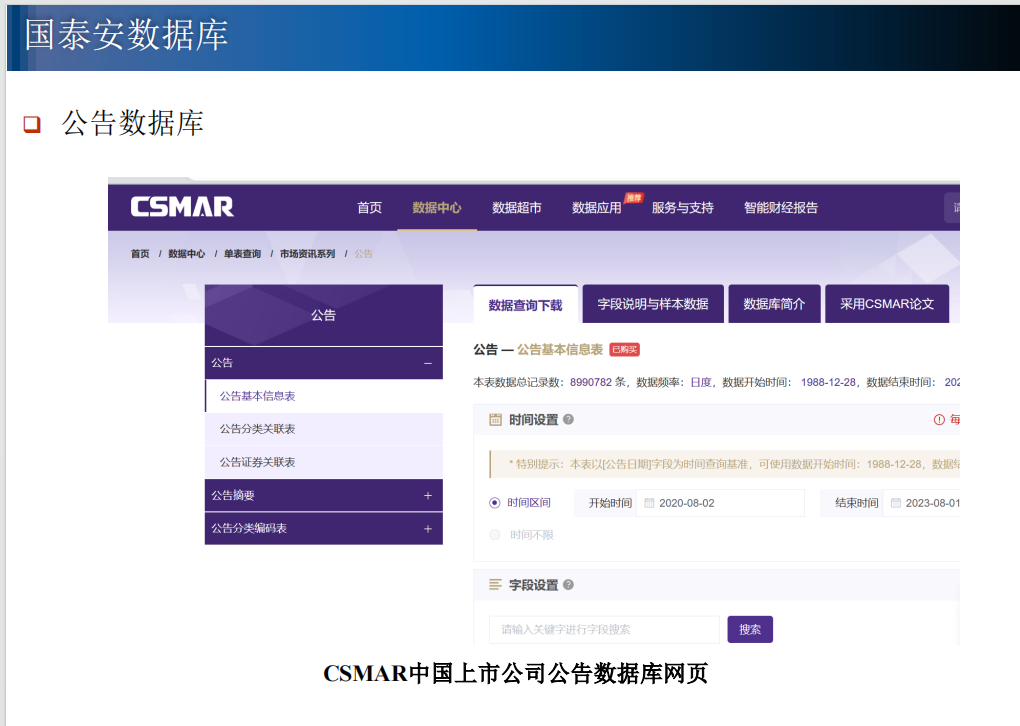 国泰安数据库
公告数据库
CSMAR 首页 数据中心 数据超市 数据应用 推荐 服务与支持 智能财经报告
首页 / 数据中心 / 单表查询 / 市场资讯系列 / 公告
公告
公告 −
公告基本信息表
公告分类关联表
公告证券关联表
公告摘要 +
公告分类编码表 +
数据查询下载 字段说明与样本数据 数据库简介 采用CSMAR论文
公告 — 公告基本信息表 已购买
本表数据总记录数: 8990782 条, 数据频率: 日度, 数据开始时间: 1988-12-28, 数据结束时间: 202
时间设置 ? 每
* 特别提示: 本表以[公告日期]字段为时间查询基准, 可使用数据开始时间: 1988-12-28, 数据结
时间区间 开始时间 2020-08-02 结束时间 2023-08-01
时间不限
字段设置 ?
请输入关键字进行字段搜索 搜索
CSMAR中国上市公司公告数据库网页